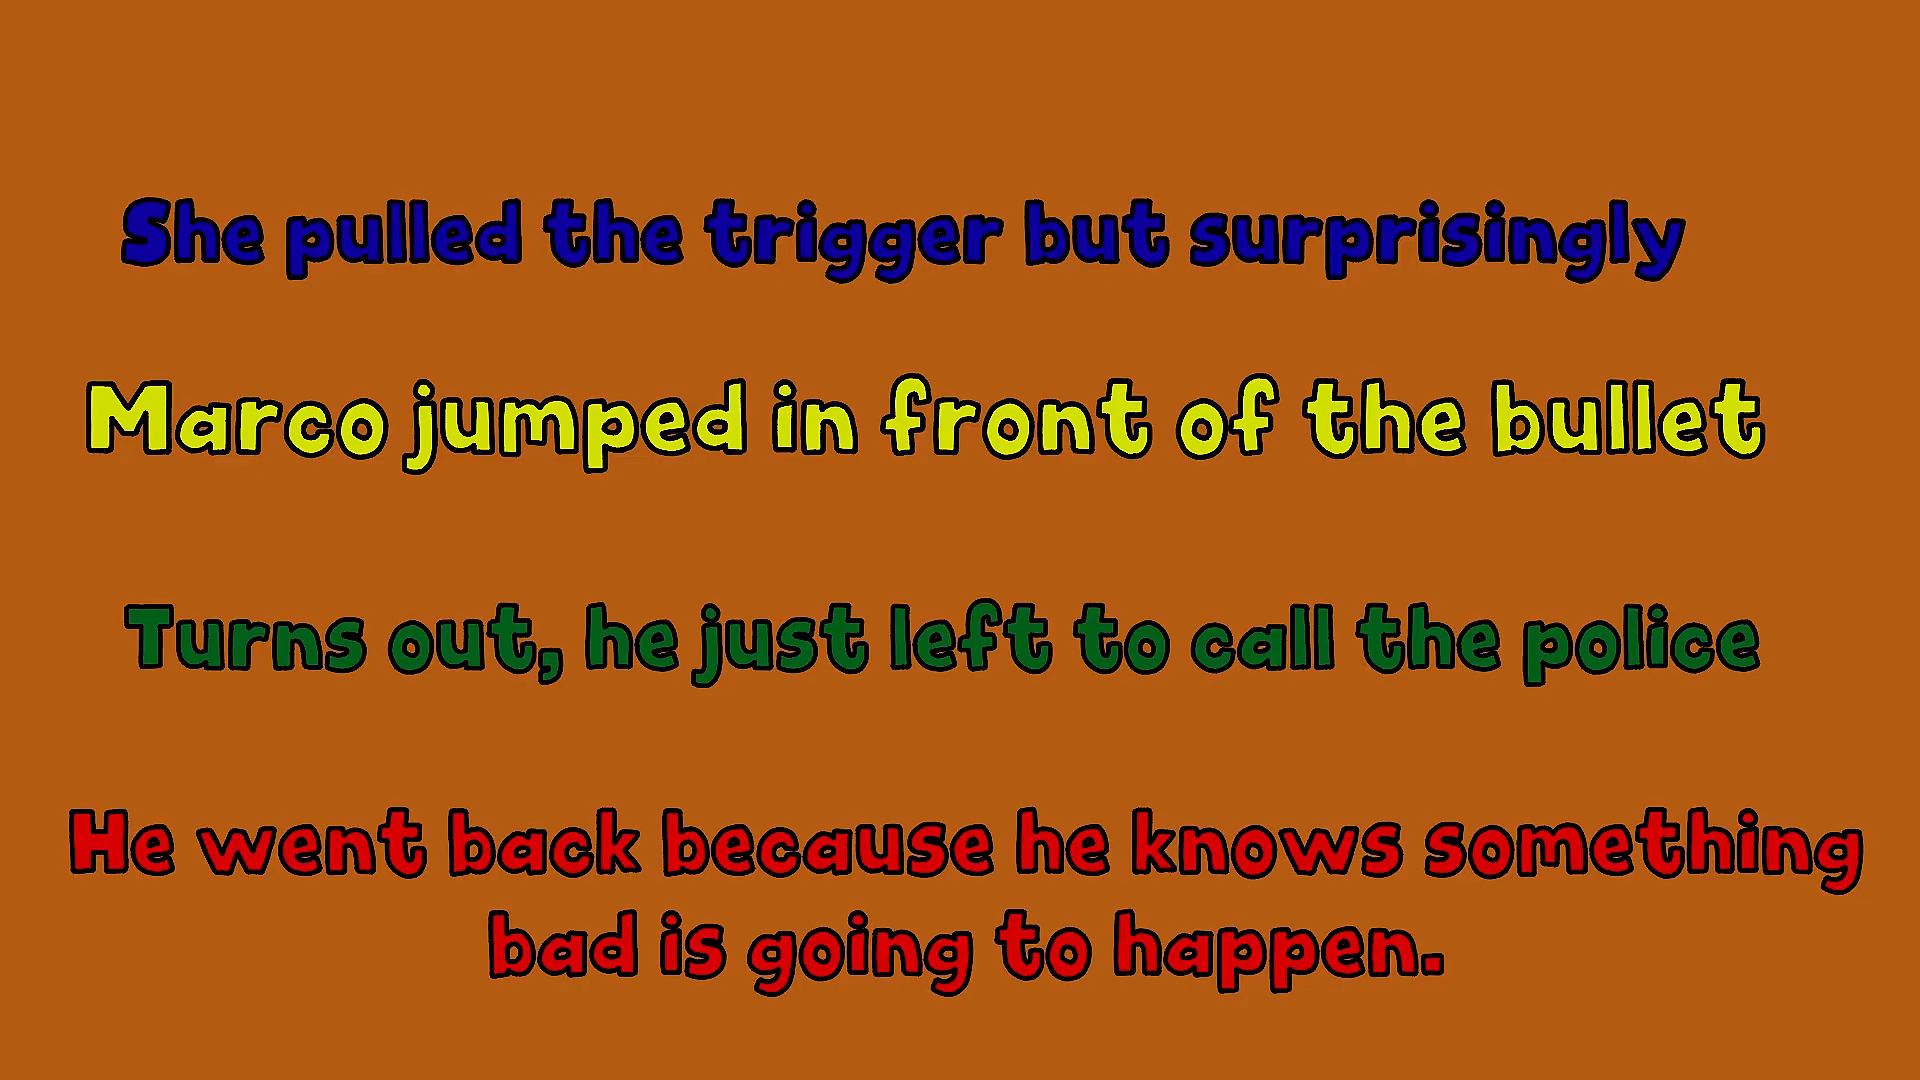 She pulled the trigger but surprisingly
Marco jumped in front of the bullet
Turns out, he just left to call the police
He went back because he knows something
bad is going to happen.